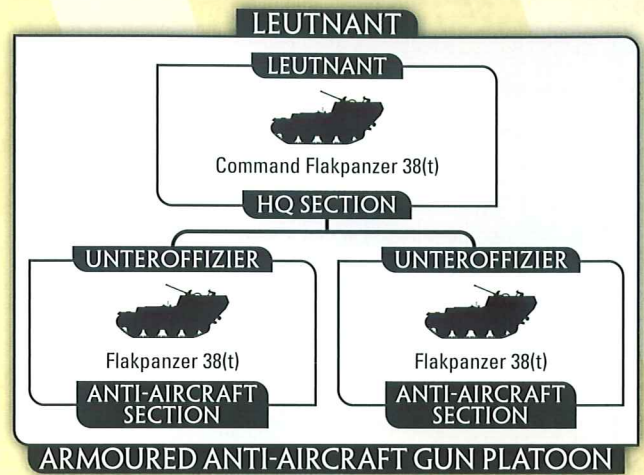 LEUTNANT
LEUTNANT
Command Flakpanzer 38(t)
HQ SECTION
UNTEROFFIZIER
Flakpanzer 38(t)
ANTI-AIRCRAFT
SECTION
UNTEROFFIZIER
Flakpanzer 38(t)
ANTI-AIRCRAFT
SECTION
ARMOURED ANTI-AIRCRAFT GUN PLATOON